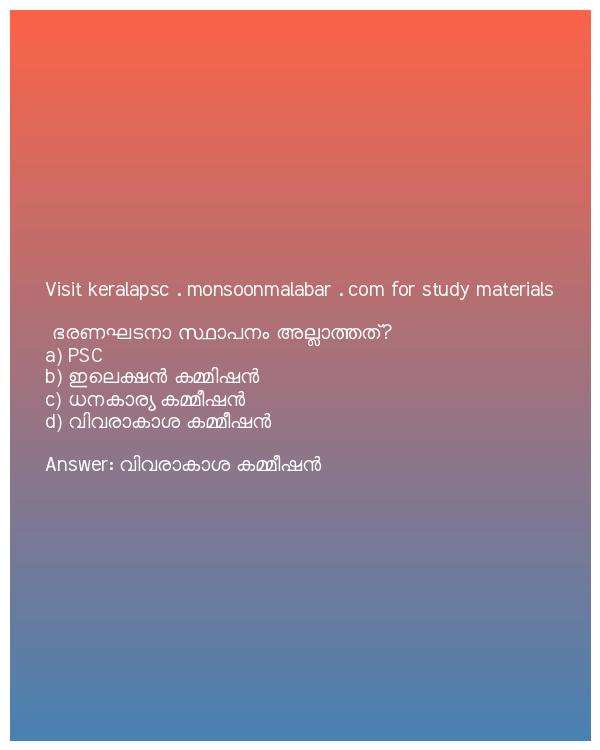 Visit keralapsc . monsoonmalabar . com for study materials
ഭരണഘടനാ സ്ഥാപനം അല്ലാത്തത്?
a) PSC
b) ഇലെക്ഷൻ കമ്മിഷൻ
c) ധനകാര്യ കമ്മീഷൻ
d) വിവരാകാശ കമ്മീഷൻ
Answer: വിവരാകാശ കമ്മീഷൻ